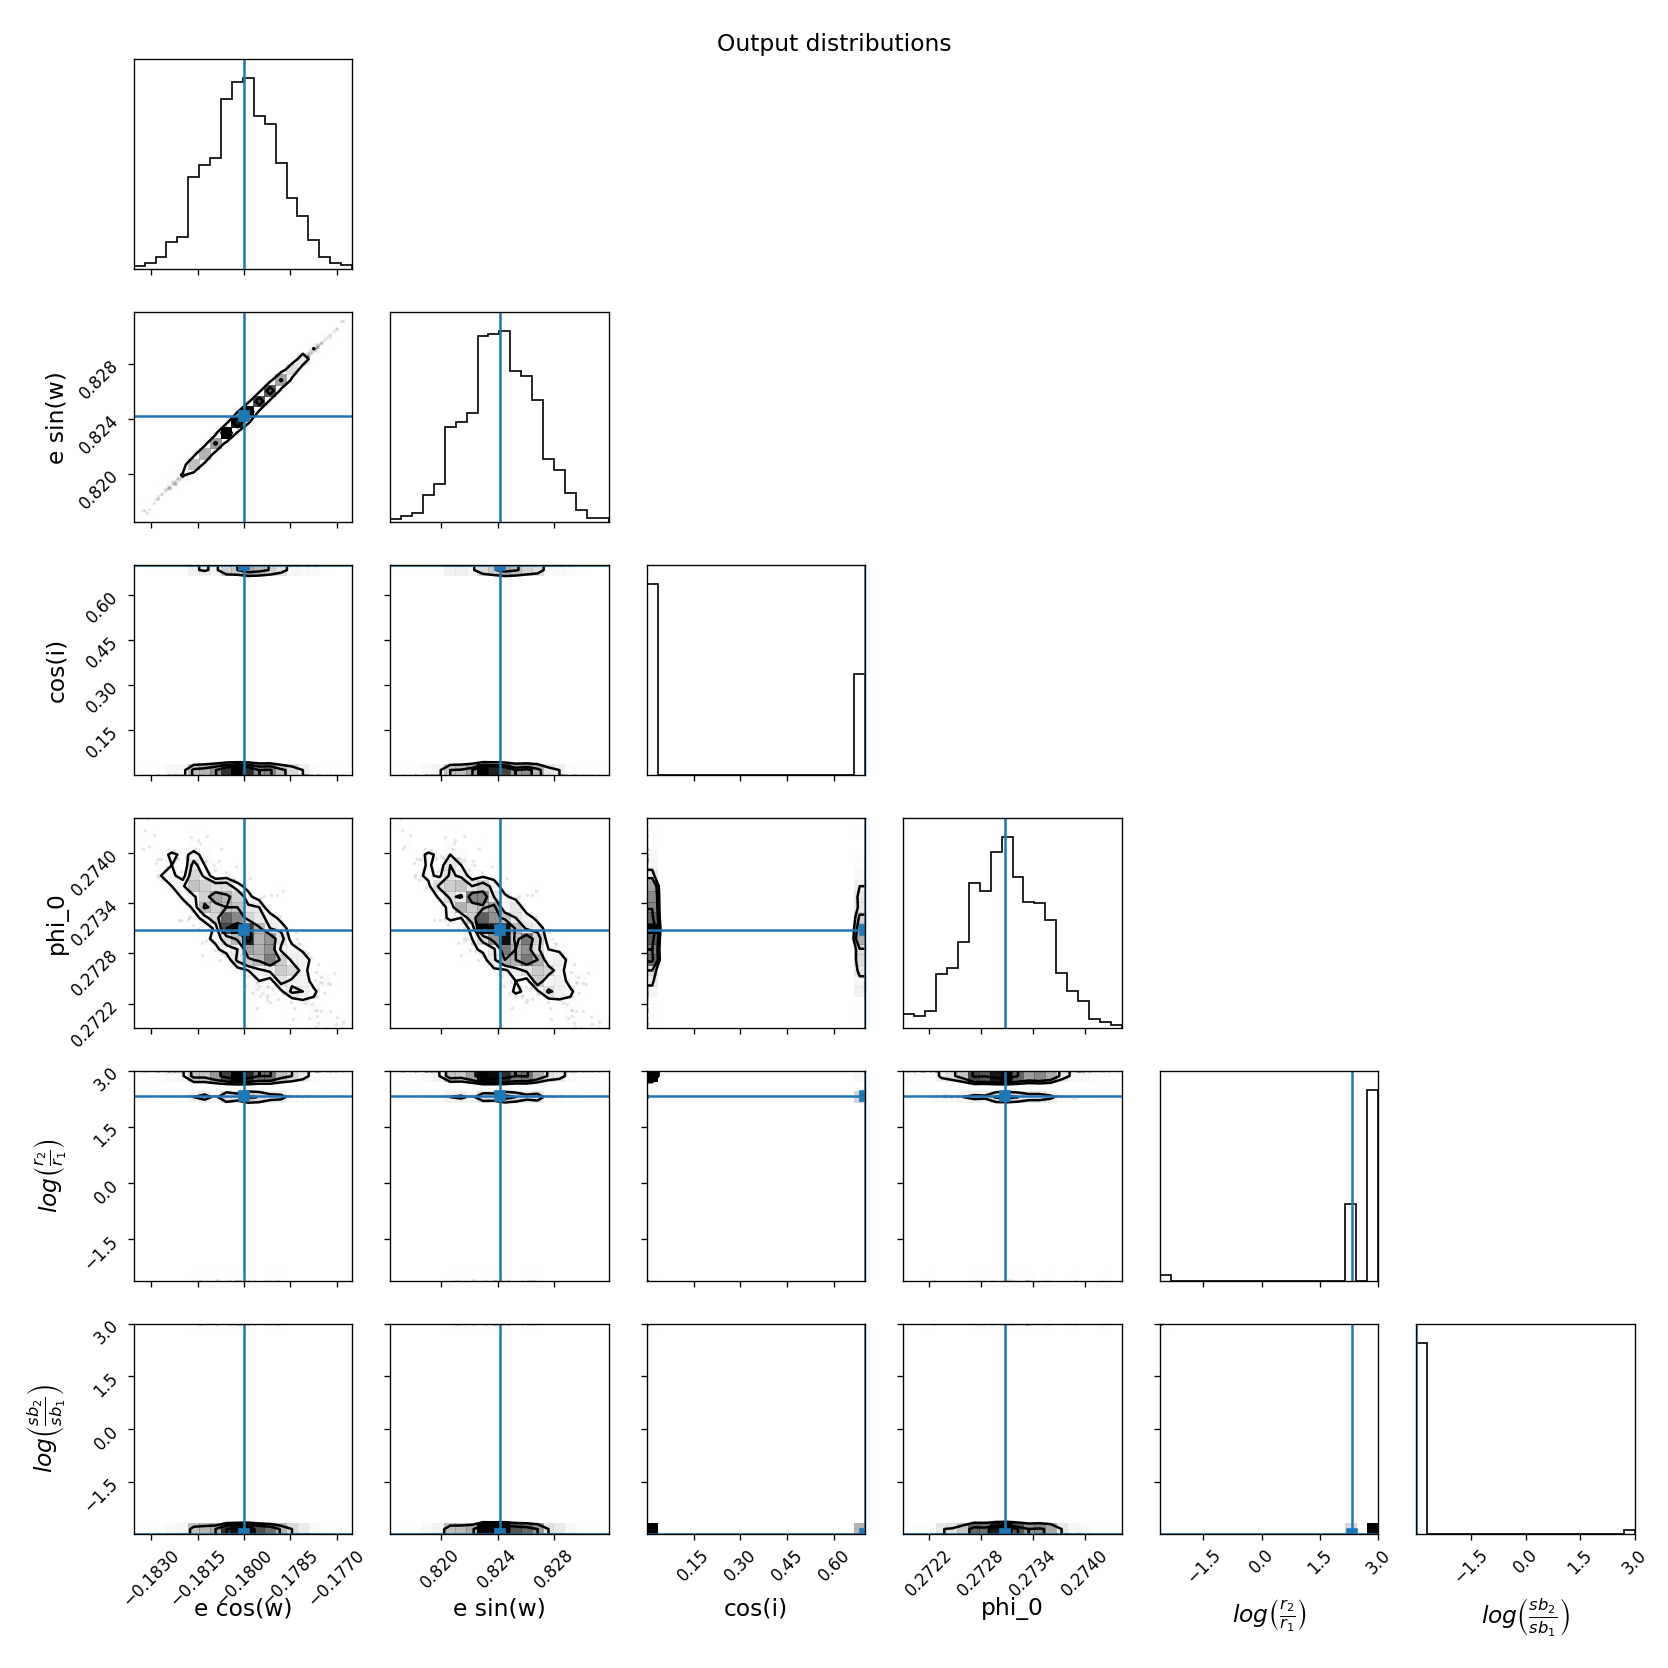 Output distributions
e sin(w)
0.828
0.824
0.820
cos(i)
0.60
0.45
0.30
0.15
phi_0
0.2740
0.2734
0.2728
0.2722
log(r₂/r₁)
3.0
1.5
0.0
−1.5
log(sb₂/sb₁)
3.0
1.5
0.0
−1.5
−0.1830 −0.1815 −0.1800 −0.1785 −0.1770
0.820 0.824 0.828
0.15 0.30 0.45 0.60
0.2722 0.2728 0.2734 0.2740
−1.5 0.0 1.5 3.0
−1.5 0.0 1.5 3.0
e cos(w) e sin(w) cos(i) phi_0 log(r₂/r₁) log(sb₂/sb₁)